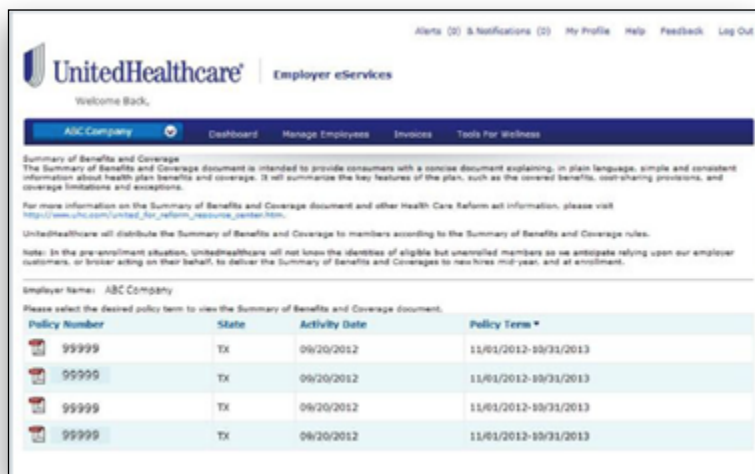 Alerts (0) & Notifications (0) My Profile Help Feedback Log Out
UnitedHealthcare® Employer eServices
Welcome Back,
ABC Company Dashboard Manage Employees Invoices Tools For Wellness
Summary of Benefits and Coverage
The Summary of Benefits and Coverage document is intended to provide consumers with a concise document explaining, in plain language, simple and consistent
information about health plan benefits and coverage. It will summarize the key features of the plan, such as the covered benefits, cost-sharing provisions, and
coverage limitations and exceptions.
For more information on the Summary of Benefits and Coverage document and other Health Care Reform act information, please visit
http://www.uhc.com/united_for_reform_resource_center.htm.
UnitedHealthcare will distribute the Summary of Benefits and Coverage to members according to the Summary of Benefits and Coverage rules.
Note: In the pre-enrollment situation, UnitedHealthcare will not know the identities of eligible but unenrolled members so we anticipate relying upon our employer
customers, or broker acting on their behalf, to deliver the Summary of Benefits and Coverages to new hires mid-year, and at enrollment.
Employer Name: ABC Company
Please select the desired policy term to view the Summary of Benefits and Coverage document.
Policy Number State Activity Date Policy Term
99999 TX 09/20/2012 11/01/2012-10/31/2013
99999 TX 09/20/2012 11/01/2012-10/31/2013
99999 TX 09/20/2012 11/01/2012-10/31/2013
99999 TX 09/20/2012 11/01/2012-10/31/2013